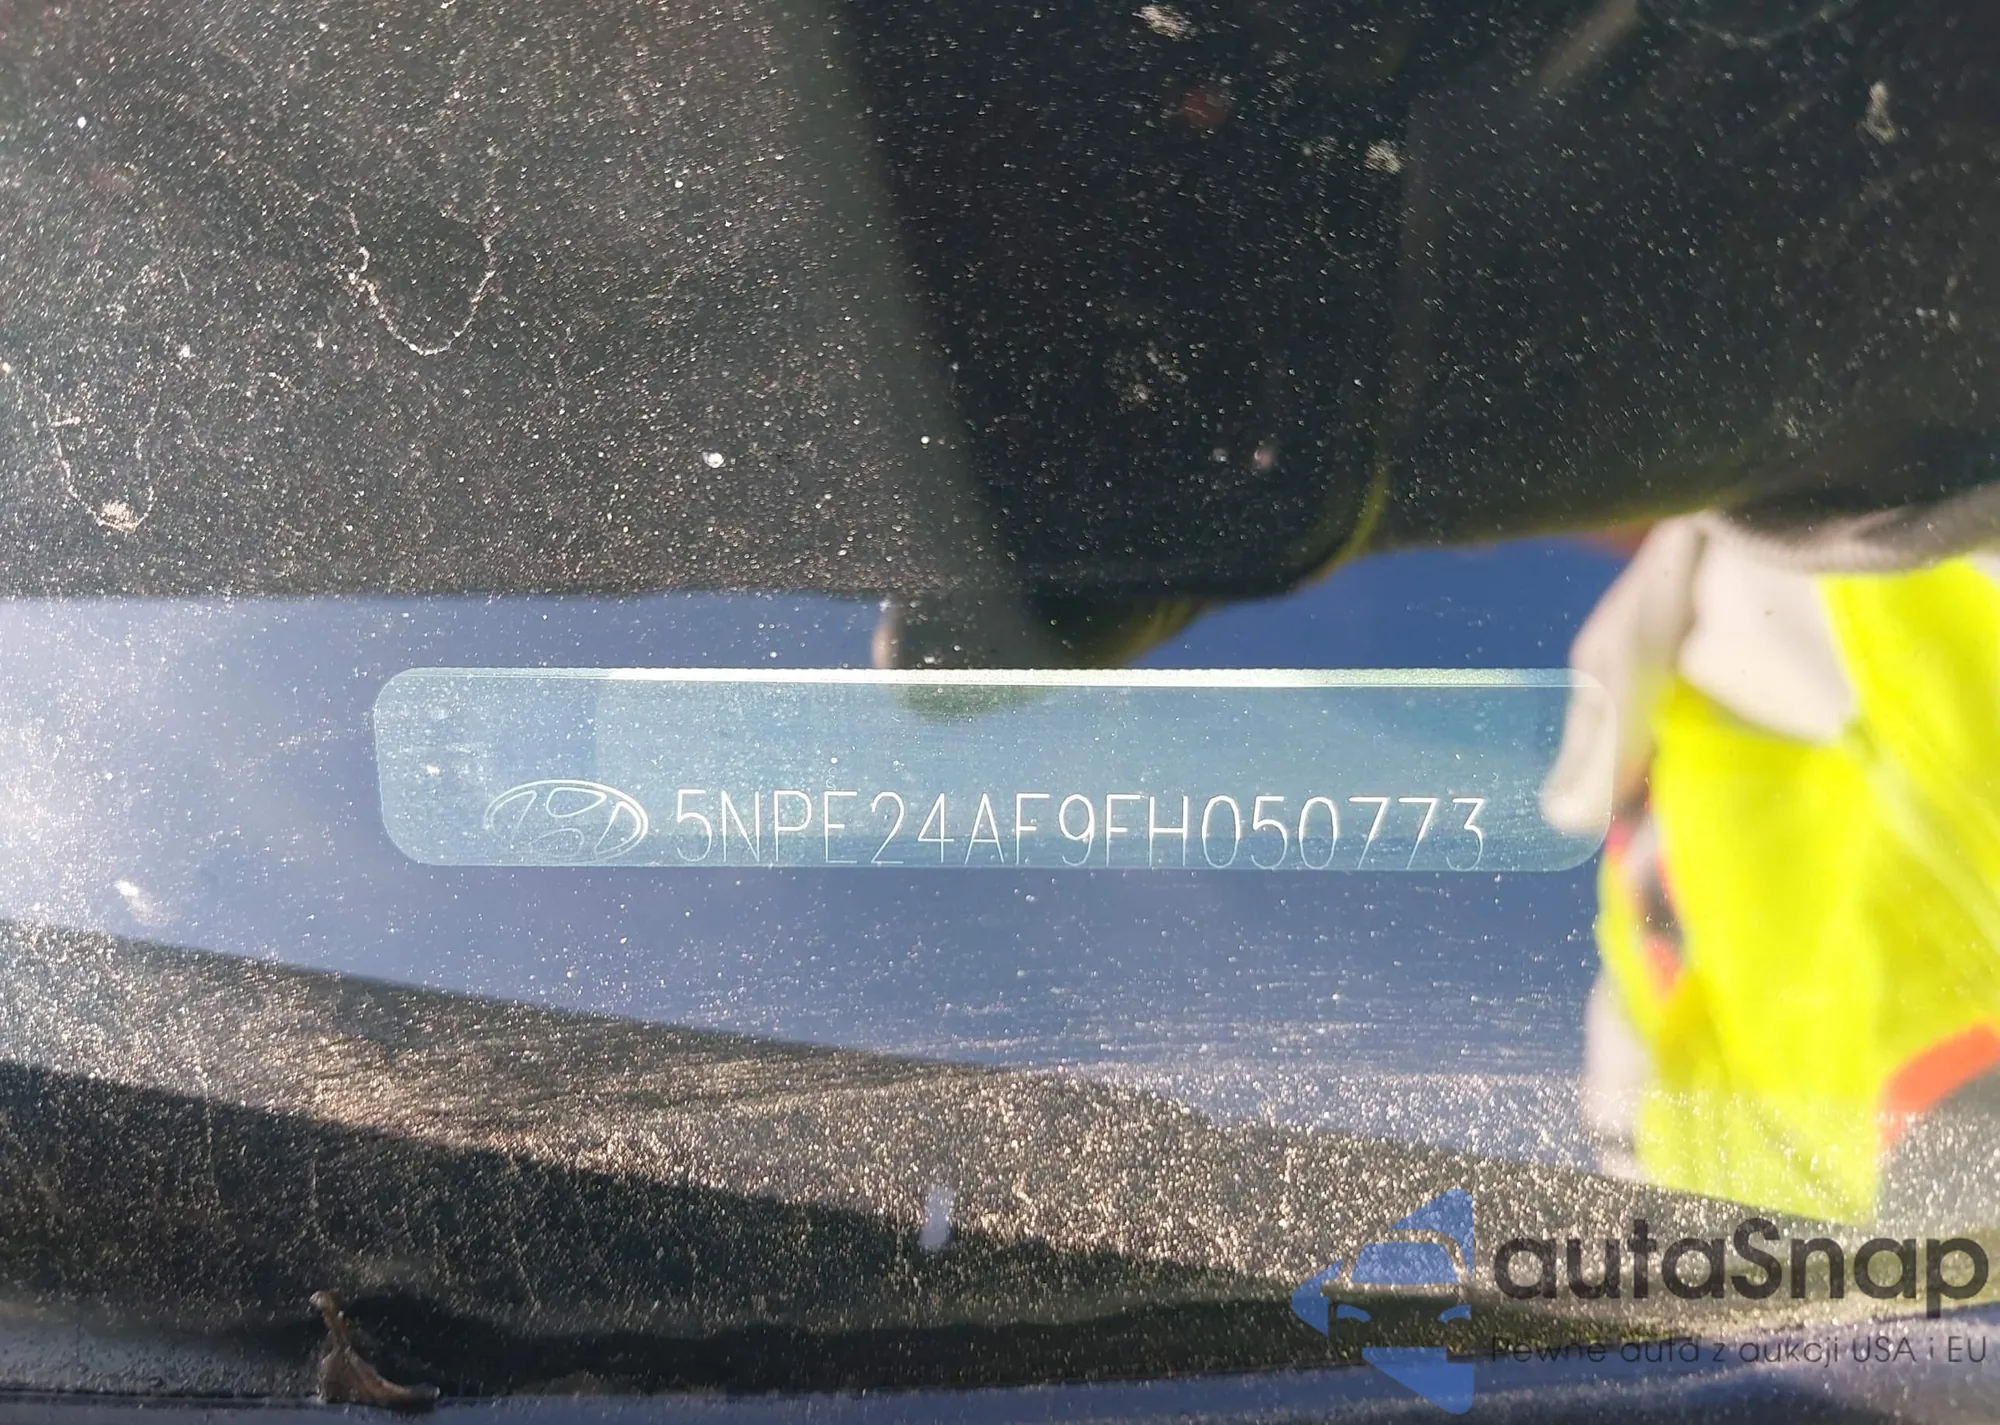 5NPE24AF9FH050773
autaSnap
Pewne auta z aukcji USA i EU